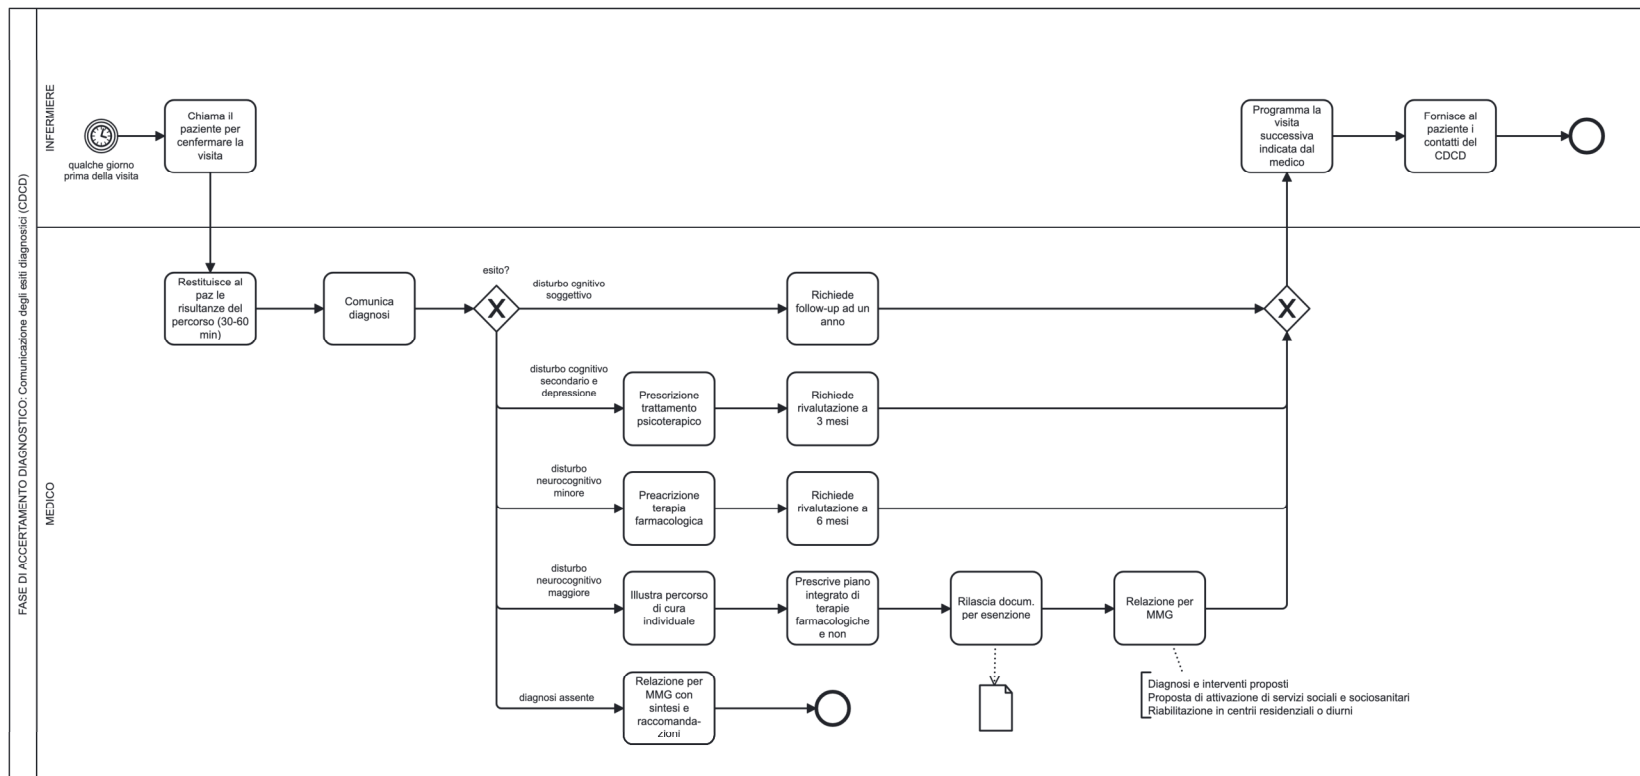 FASE DI ACCERTAMENTO DIAGNOSTICO: Comunicazione degli esiti diagnostici (CDCD)
INFERMIERE
qualche giorno
prima della visita
Chiama il
paziente per
cenfermare la
visita
Programma la
visita
successiva
indicata dal
medico
Fornisce al
paziente i
contatti del
CDCD
MEDICO
Restituisce al
paz le
risultanze del
percorso (30-60
min)
Comunica
diagnosi
esito?
X
disturbo cgnitivo
soggettivo
Richiede
follow-up ad un
anno
X
disturbo cognitivo
secondario e
depressione
Prescrizione
trattamento
psicoterapico
Richiede
rivalutazione a
3 mesi
disturbo
neurocognitivo
minore
Preacrizione
terapia
farmacologica
Richiede
rivalutazione a
6 mesi
disturbo
neurocognitivo
maggiore
Illustra percorso
di cura
individuale
Prescrive piano
integrato di
terapie
farmacologiche
e non
Rilascia docum.
per esenzione
Relazione per
MMG
Diagnosi e interventi proposti
Proposta di attivazione di servizi sociali e sociosanitari
Riabilitazione in centrii residenziali o diurni
diagnosi assente
Relazione per
MMG con
sintesi e
raccomanda-
zioni